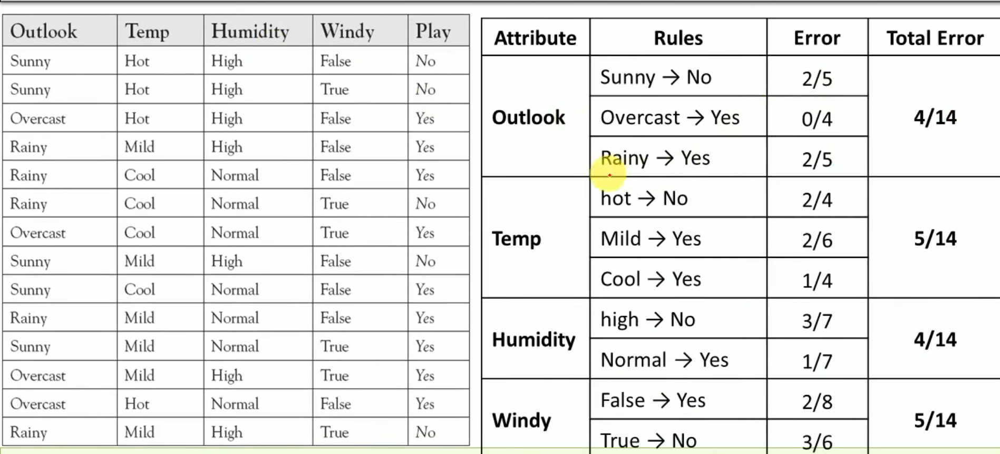 Outlook Temp Humidity Windy Play
Sunny Hot High False No
Sunny Hot High True No
Overcast Hot High False Yes
Rainy Mild High False Yes
Rainy Cool Normal False Yes
Rainy Cool Normal True No
Overcast Cool Normal True Yes
Sunny Mild High False No
Sunny Cool Normal False Yes
Rainy Mild Normal False Yes
Sunny Mild Normal True Yes
Overcast Mild High True Yes
Overcast Hot Normal False Yes
Rainy Mild High True No
Attribute Rules Error Total Error
Outlook
Sunny → No 2/5
Overcast → Yes 0/4
Rainy → Yes 2/5
4/14
Temp
hot → No 2/4
Mild → Yes 2/6
Cool → Yes 1/4
5/14
Humidity
high → No 3/7
Normal → Yes 1/7
4/14
Windy
False → Yes 2/8
True → No 3/6
5/14